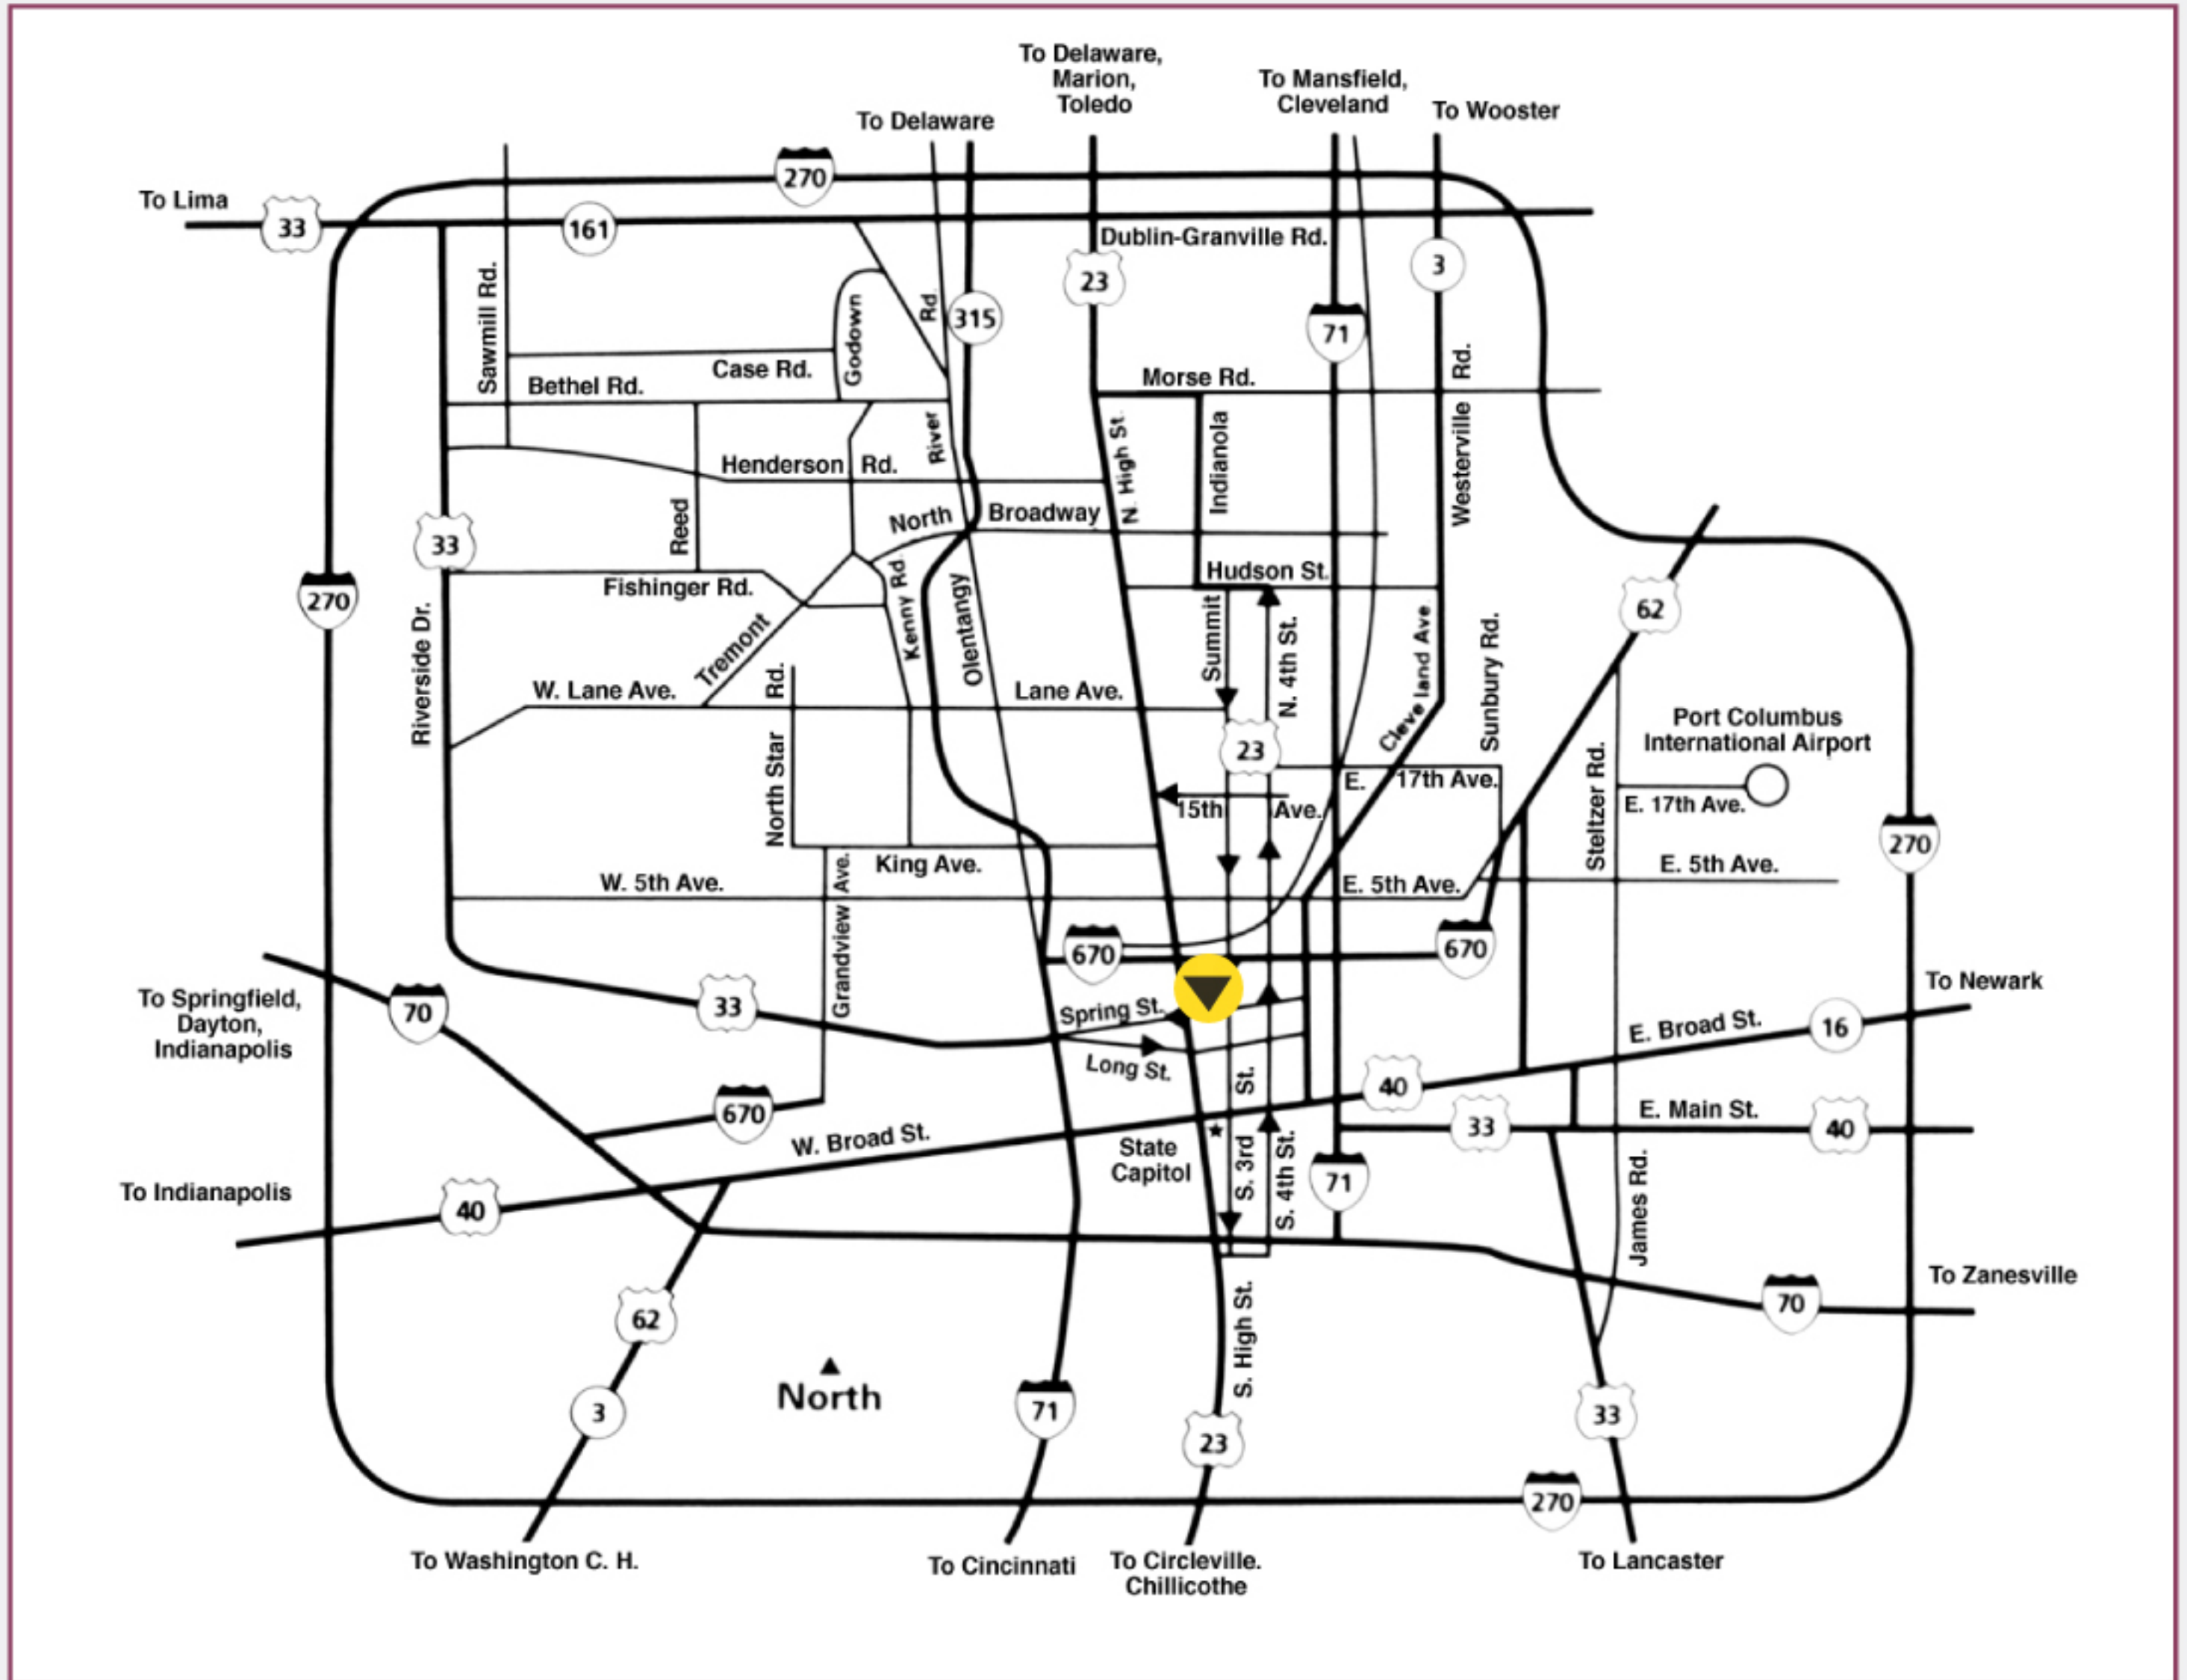 To Delaware,
Marion,
Toledo
To Mansfield,
Cleveland
To Wooster
To Delaware
270
To Lima
33
161
Dublin-Granville Rd.
23
3
Sawmill Rd.
Godown
Rd.
315
71
Case Rd.
Bethel Rd.
Morse Rd.
Rd.
Westerville
N. High St.
Indianola
River
Henderson Rd.
Reed
North Broadway
33
270
Fishinger Rd.
Kenny Rd.
Olentangy
Hudson St.
Summit
N. 4th St.
Cleve land Ave
Sunbury Rd.
62
Riverside Dr.
Tremont
W. Lane Ave.
Rd.
North Star
Lane Ave.
23
Port Columbus
International Airport
Steltzer Rd.
E. 17th Ave.
E. 17th Ave.
15th Ave.
270
King Ave.
Grandview Ave.
W. 5th Ave.
E. 5th Ave.
E. 5th Ave.
670
670
To Springfield,
Dayton,
Indianapolis
70
33
Spring St.
Long St.
To Newark
E. Broad St.
16
40
670
W. Broad St.
State
Capitol
St.
S. 3rd
S. 4th St.
33
E. Main St.
40
71
James Rd.
To Indianapolis
40
To Zanesville
70
62
3
North
71
S. High St.
23
33
270
To Washington C. H.
To Cincinnati
To Circleville.
Chillicothe
To Lancaster